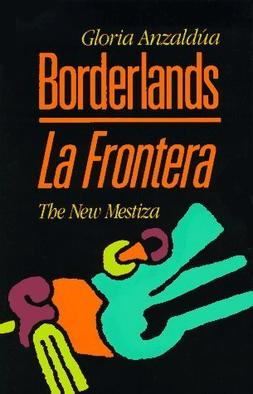 Gloria Anzaldúa
Borderlands
La Frontera
The New Mestiza